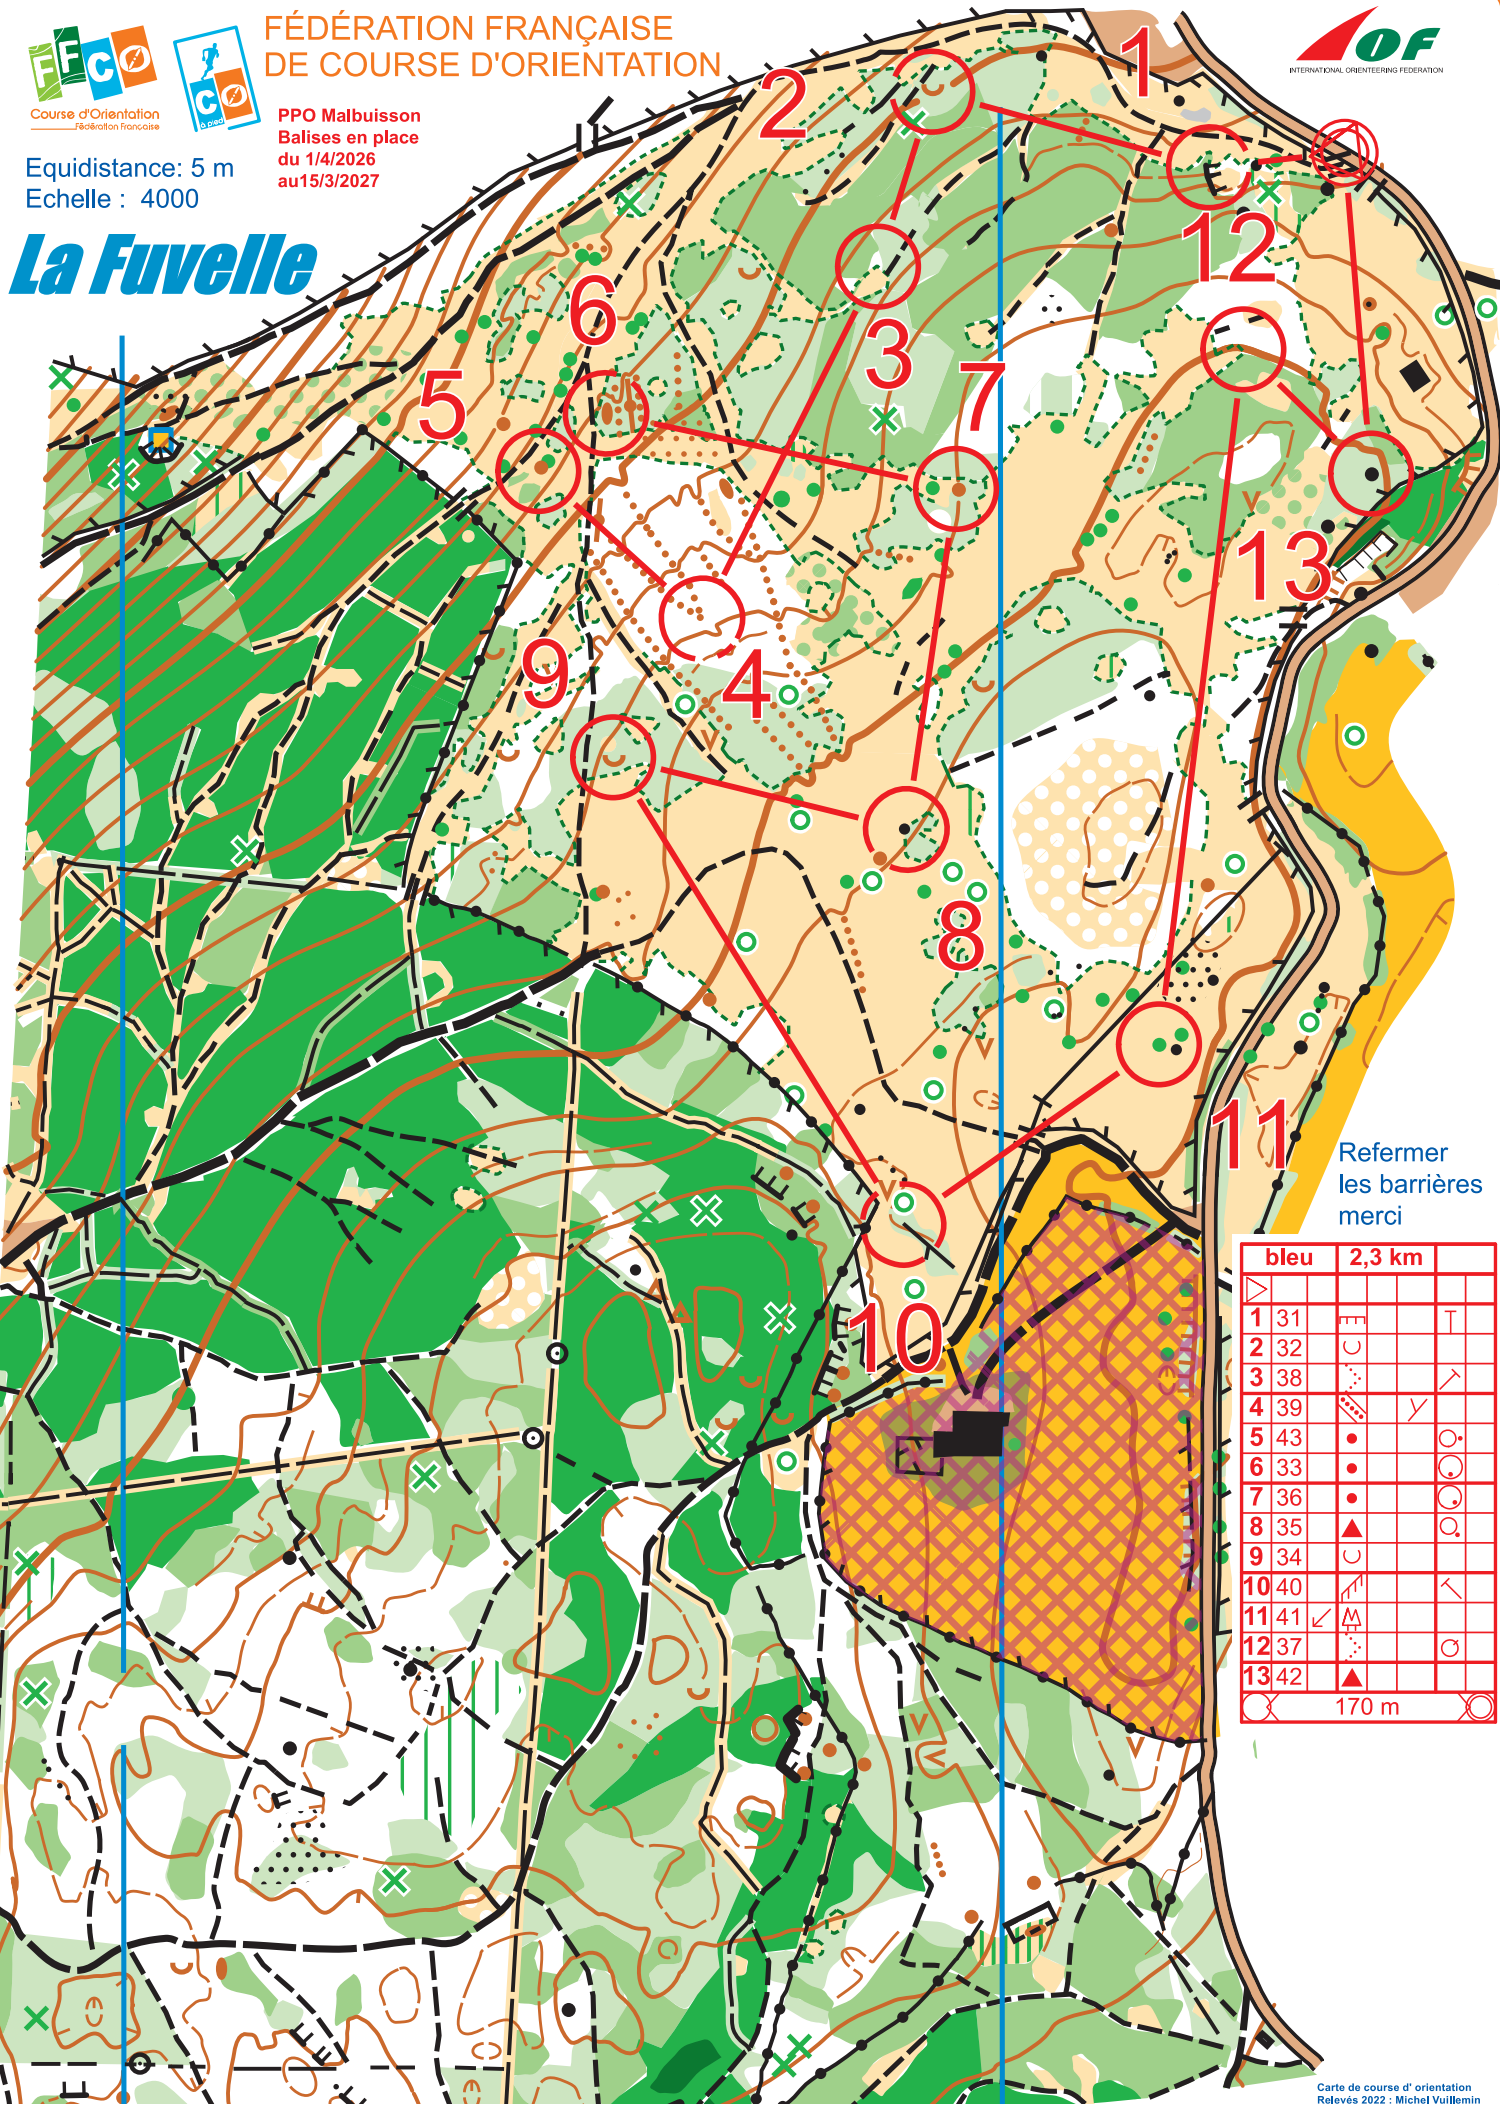 FFCO
Course d'Orientation
Fédération Française
CO
à pied
FÉDÉRATION FRANÇAISE
DE COURSE D'ORIENTATION
PPO Malbuisson
Balises en place
du 1/4/2026
au15/3/2027
Equidistance: 5 m
Echelle : 4000
La Fuvelle
IOF
INTERNATIONAL ORIENTEERING FEDERATION
1
2
12
6
3
5
7
13
9
4
8
11
10
Refermer
les barrières
merci
bleu 2,3 km
1 31
2 32
3 38
4 39
5 43
6 33
7 36
8 35
9 34
10 40
11 41
12 37
13 42
170 m
Carte de course d' orientation
Relevés 2022 : Michel Vuillemin